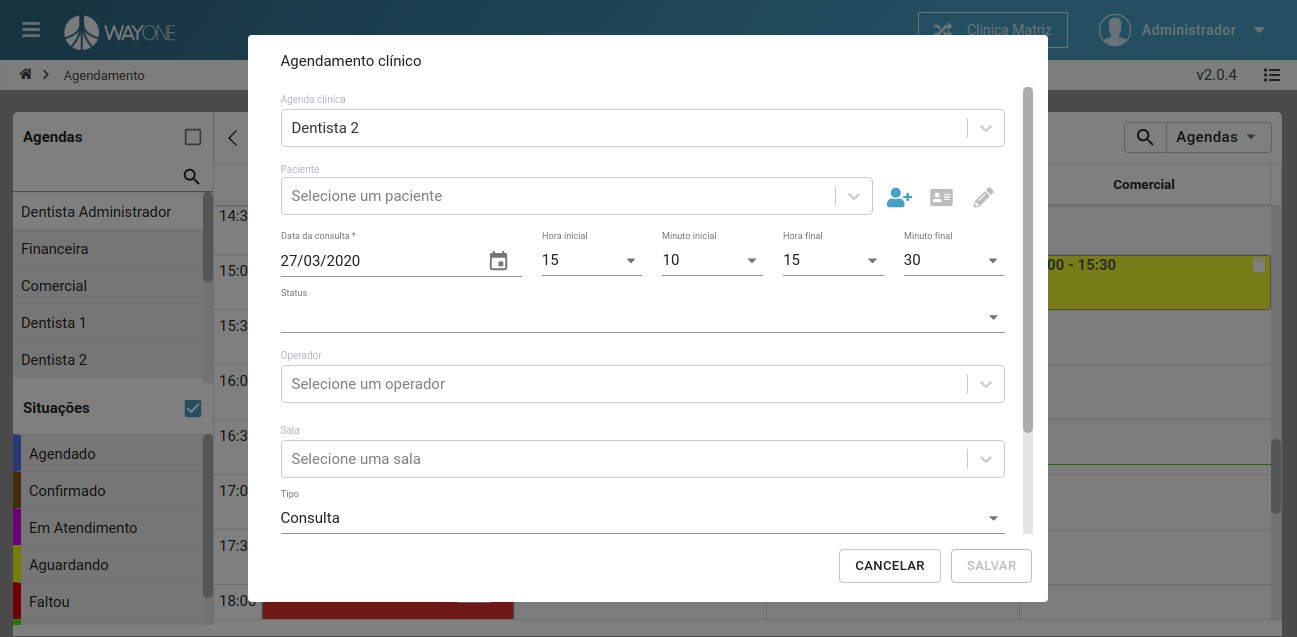 WAYONE
Clinica Matriz
Administrador
Agendamento
v2.0.4
Agendas
Dentista Administrador
Financeira
Comercial
Dentista 1
Dentista 2
Situações
Agendado
Confirmado
Em Atendimento
Aguardando
Faltou
15:0
16:0
17:0
Agendamento clínico
Agenda clínica
Dentista 2
Paciente
Selecione um paciente
Data da consulta *
Hora inicial
Minuto inicial
Hora final
Minuto final
27/03/2020
15
10
15
30
Status
Operador
Selecione um operador
Sala
Selecione uma sala
Tipo
Consulta
CANCELAR
SALVAR
Agendas
Comercial
00 - 15:30
14:3
15:3
16:3
17:3
18:00